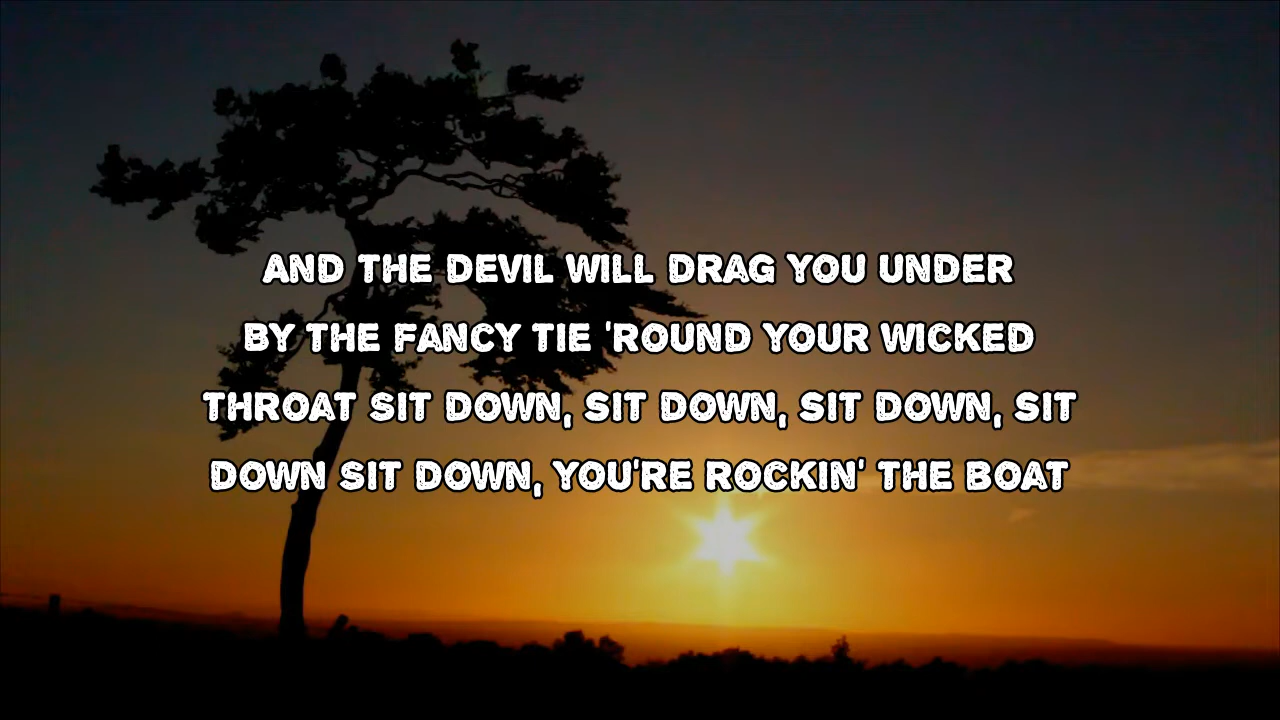 AND THE DEVIL WILL DRAG YOU UNDER
BY THE FANCY TIE 'ROUND YOUR WICKED
THROAT SIT DOWN, SIT DOWN, SIT DOWN, SIT
DOWN SIT DOWN, YOU'RE ROCKIN' THE BOAT